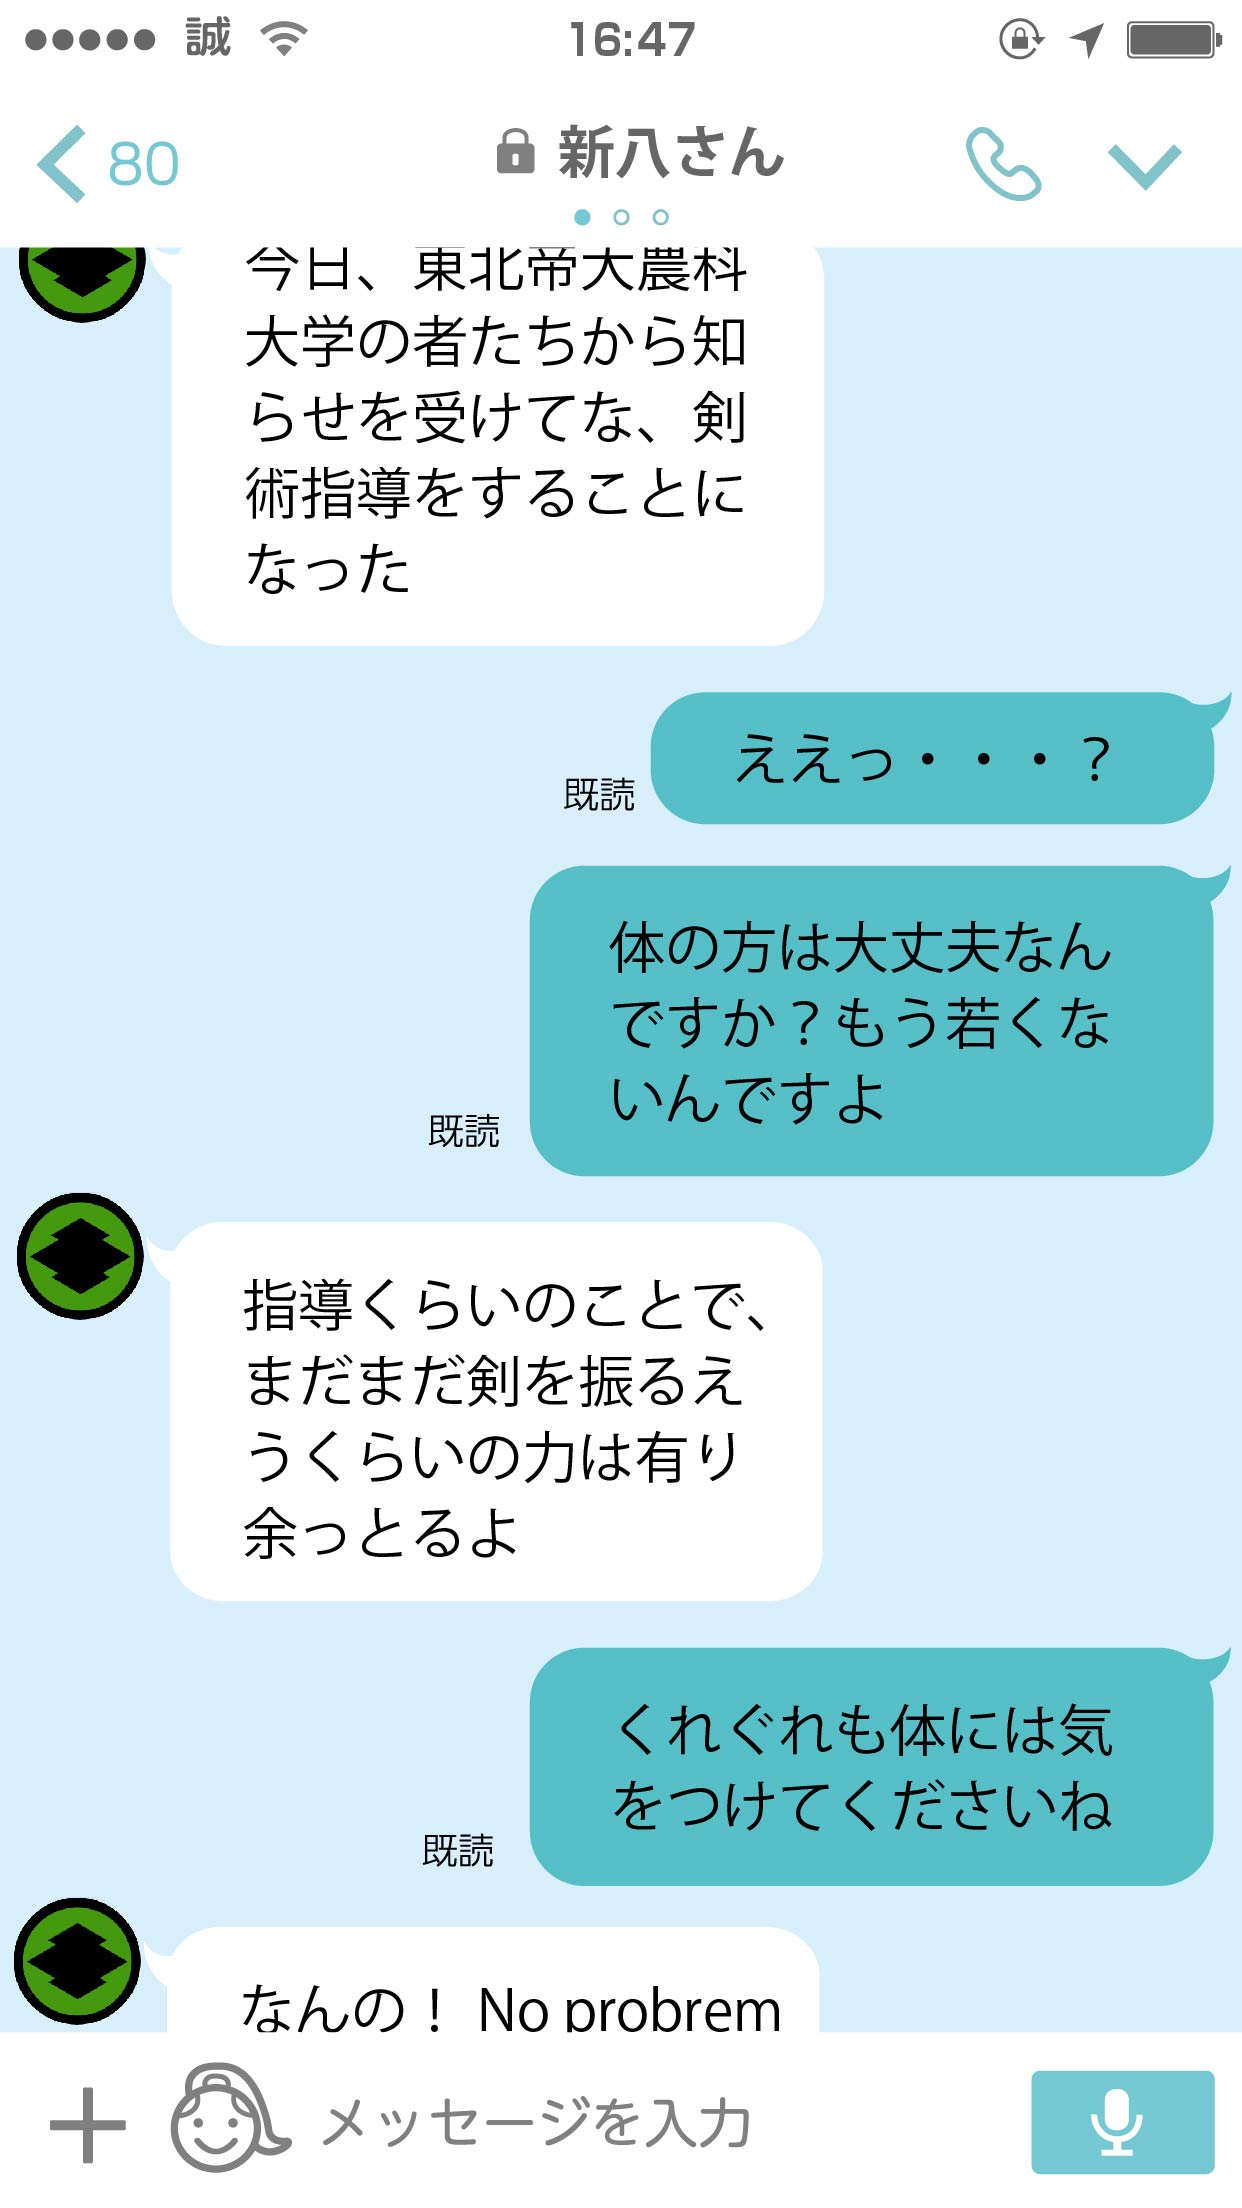 誠
16:47
80
新八さん
今日、東北帝大農科
大学の者たちから知
らせを受けてな、剣
術指導をすることに
なった
ええっ・・・？
既読
体の方は大丈夫なん
ですか？もう若くな
いんですよ
既読
指導くらいのことで、
まだまだ剣を振るえ
うくらいの力は有り
余っとるよ
くれぐれも体には気
をつけてくださいね
既読
なんの！ No probrem
メッセージを入力